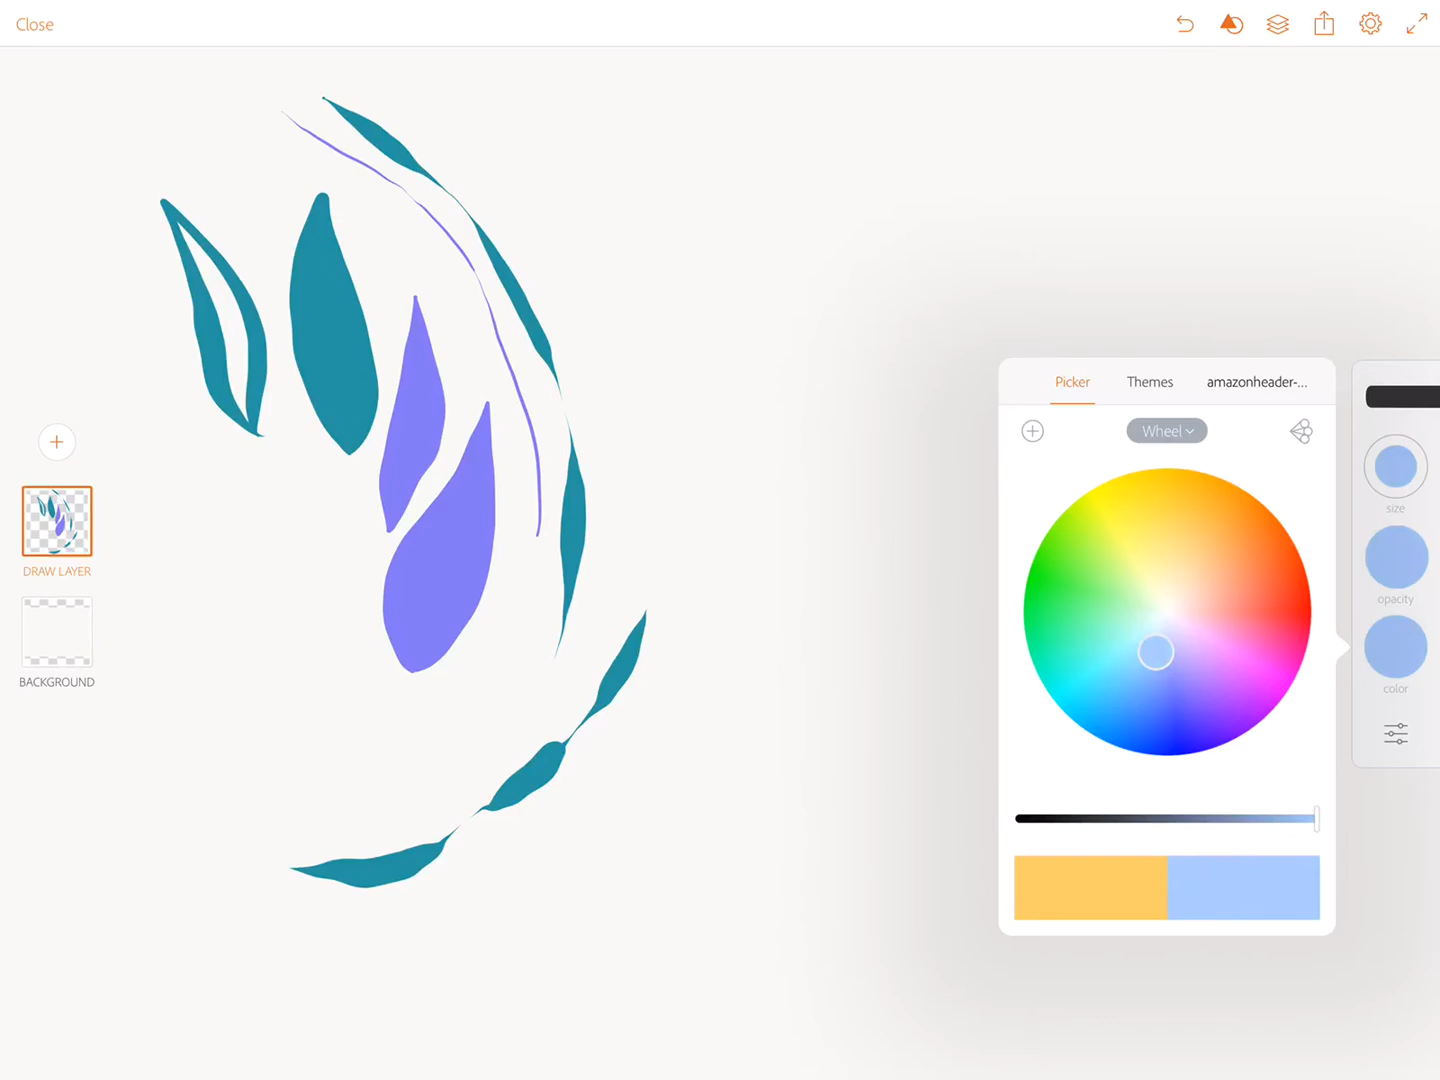 Close
Picker
Themes
amazonheader-...
Wheel
size
opacity
color
DRAW LAYER
BACKGROUND